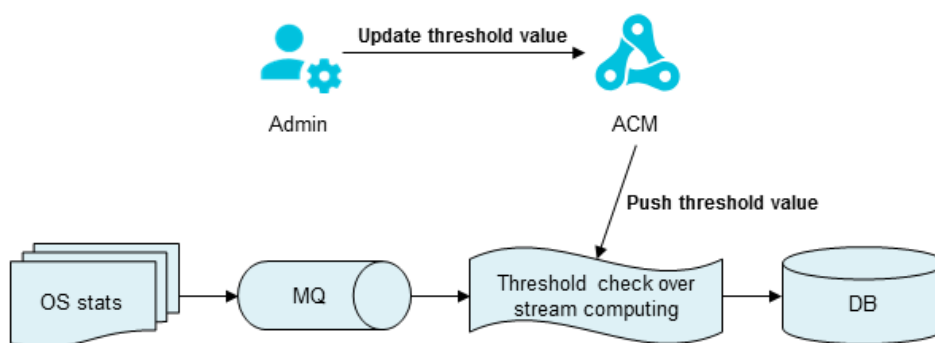 Update threshold value
Admin
ACM
Push threshold value
OS stats
MQ
Threshold check over
stream computing
DB